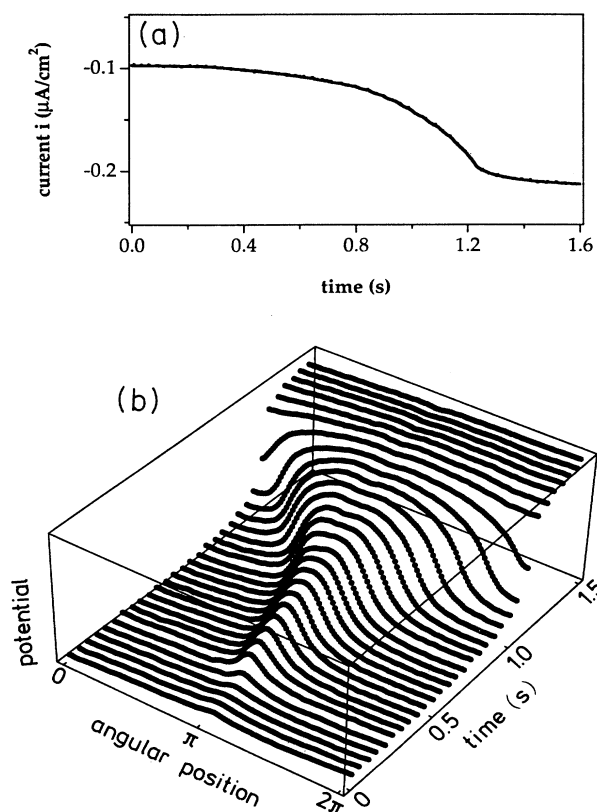 (a)
current i (µA/cm²)
-0.1
-0.2
0.0 0.4 0.8 1.2 1.6
time (s)
(b)
potential
0 π 2π
angular position
0 0.5 1.0 1.5
time (s)